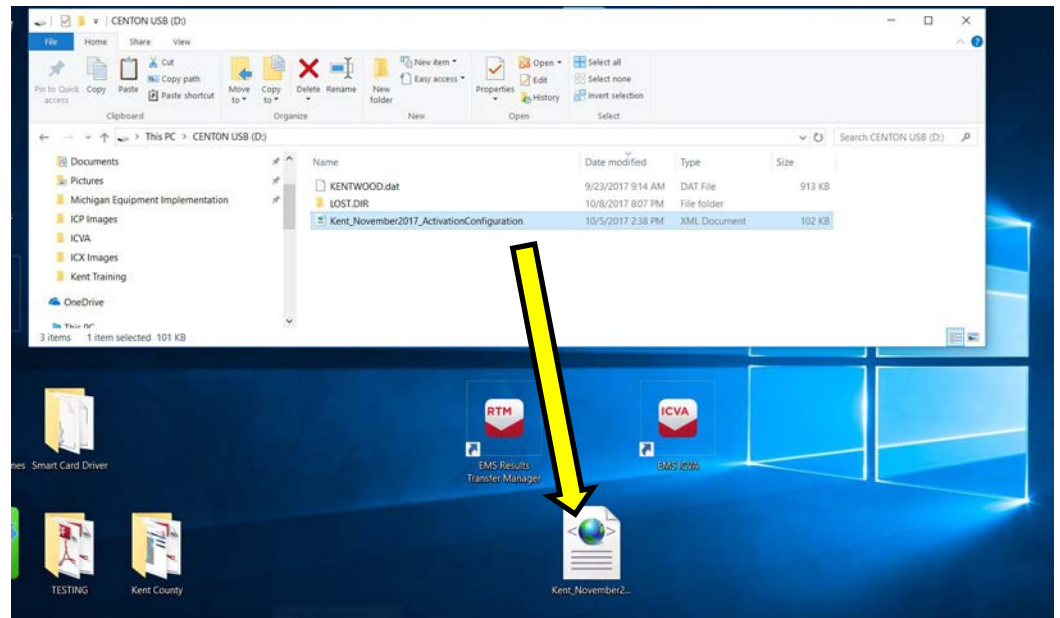 CENTON USB (D:)
File Home Share View
Pin to Quick access
Copy
Paste
Cut
Copy path
Paste shortcut
Clipboard
Move to
Copy to
Delete
Rename
Organize
New folder
New item
Easy access
New
Properties
Open
Edit
History
Open
Select all
Select none
Invert selection
Select
This PC > CENTON USB (D:)
Search CENTON USB (D:)
Documents
Pictures
Michigan Equipment Implementation
ICP Images
ICVA
ICX Images
Kent Training
OneDrive
This PC
Name Date modified Type Size
KENTWOOD.dat 9/23/2017 9:14 AM DAT File 913 KB
LOST.DIR 10/8/2017 8:07 PM File folder
Kent_November2017_ActivationConfiguration 10/5/2017 2:38 PM XML Document 102 KB
3 items 1 item selected 101 KB
RTM
EMS Results
Transfer Manager
ICVA
EMS ICVA
nes
Smart Card Driver
TESTING
Kent County
Kent_November2...